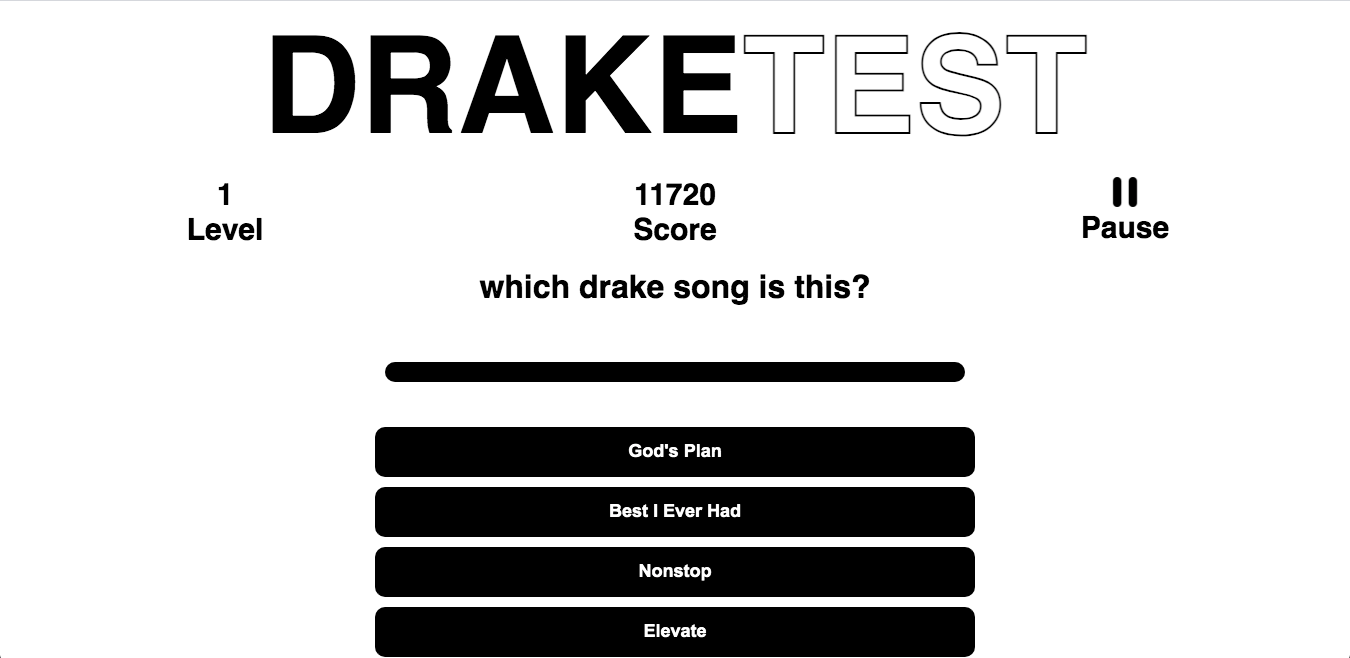 DRAKETEST
1
Level
11720
Score
Pause
which drake song is this?
God's Plan
Best I Ever Had
Nonstop
Elevate